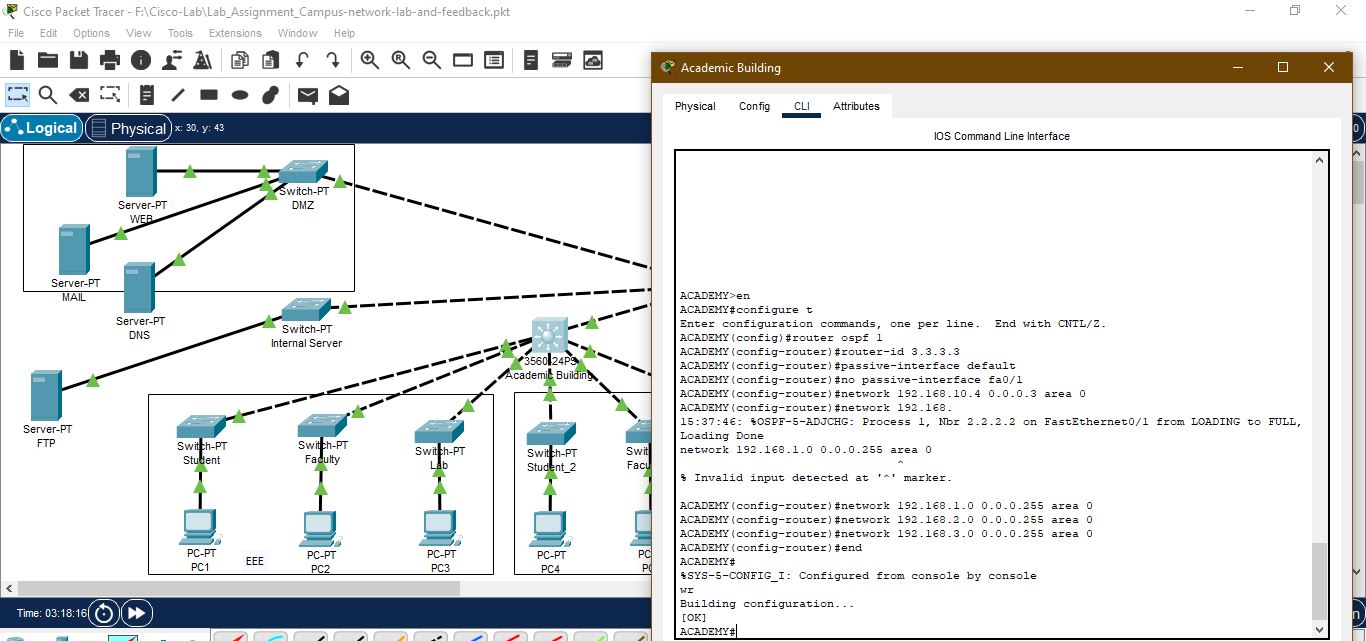 Cisco Packet Tracer - F:\Cisco-Lab\Lab_Assignment_Campus-network-lab-and-feedback.pkt
File Edit Options View Tools Extensions Window Help
Logical Physical x: 30, y: 43
Server-PT
WEB
Switch-PT
DMZ
Server-PT
MAIL
Server-PT
DNS
Switch-PT
Internal Server
3560-24PS
Academic Building
Server-PT
FTP
Switch-PT
Student
Switch-PT
Faculty
Switch-PT
Lab
Switch-PT
Student_2
PC-PT
PC1
EEE
PC-PT
PC2
PC-PT
PC3
PC-PT
PC4
Time: 03:18:16
Academic Building
Physical Config CLI Attributes
IOS Command Line Interface
ACADEMY>en
ACADEMY#configure t
Enter configuration commands, one per line.  End with CNTL/Z.
ACADEMY(config)#router ospf 1
ACADEMY(config-router)#router-id 3.3.3.3
ACADEMY(config-router)#passive-interface default
ACADEMY(config-router)#no passive-interface fa0/1
ACADEMY(config-router)#network 192.168.10.4 0.0.0.3 area 0
ACADEMY(config-router)#network 192.168.
15:37:46: %OSPF-5-ADJCHG: Process 1, Nbr 2.2.2.2 on FastEthernet0/1 from LOADING to FULL,
Loading Done
network 192.168.1.0 0.0.0.255 area 0
^
% Invalid input detected at '^' marker.
ACADEMY(config-router)#network 192.168.1.0 0.0.0.255 area 0
ACADEMY(config-router)#network 192.168.2.0 0.0.0.255 area 0
ACADEMY(config-router)#network 192.168.3.0 0.0.0.255 area 0
ACADEMY(config-router)#end
ACADEMY#
%SYS-5-CONFIG_I: Configured from console by console
wr
Building configuration...
[OK]
ACADEMY#